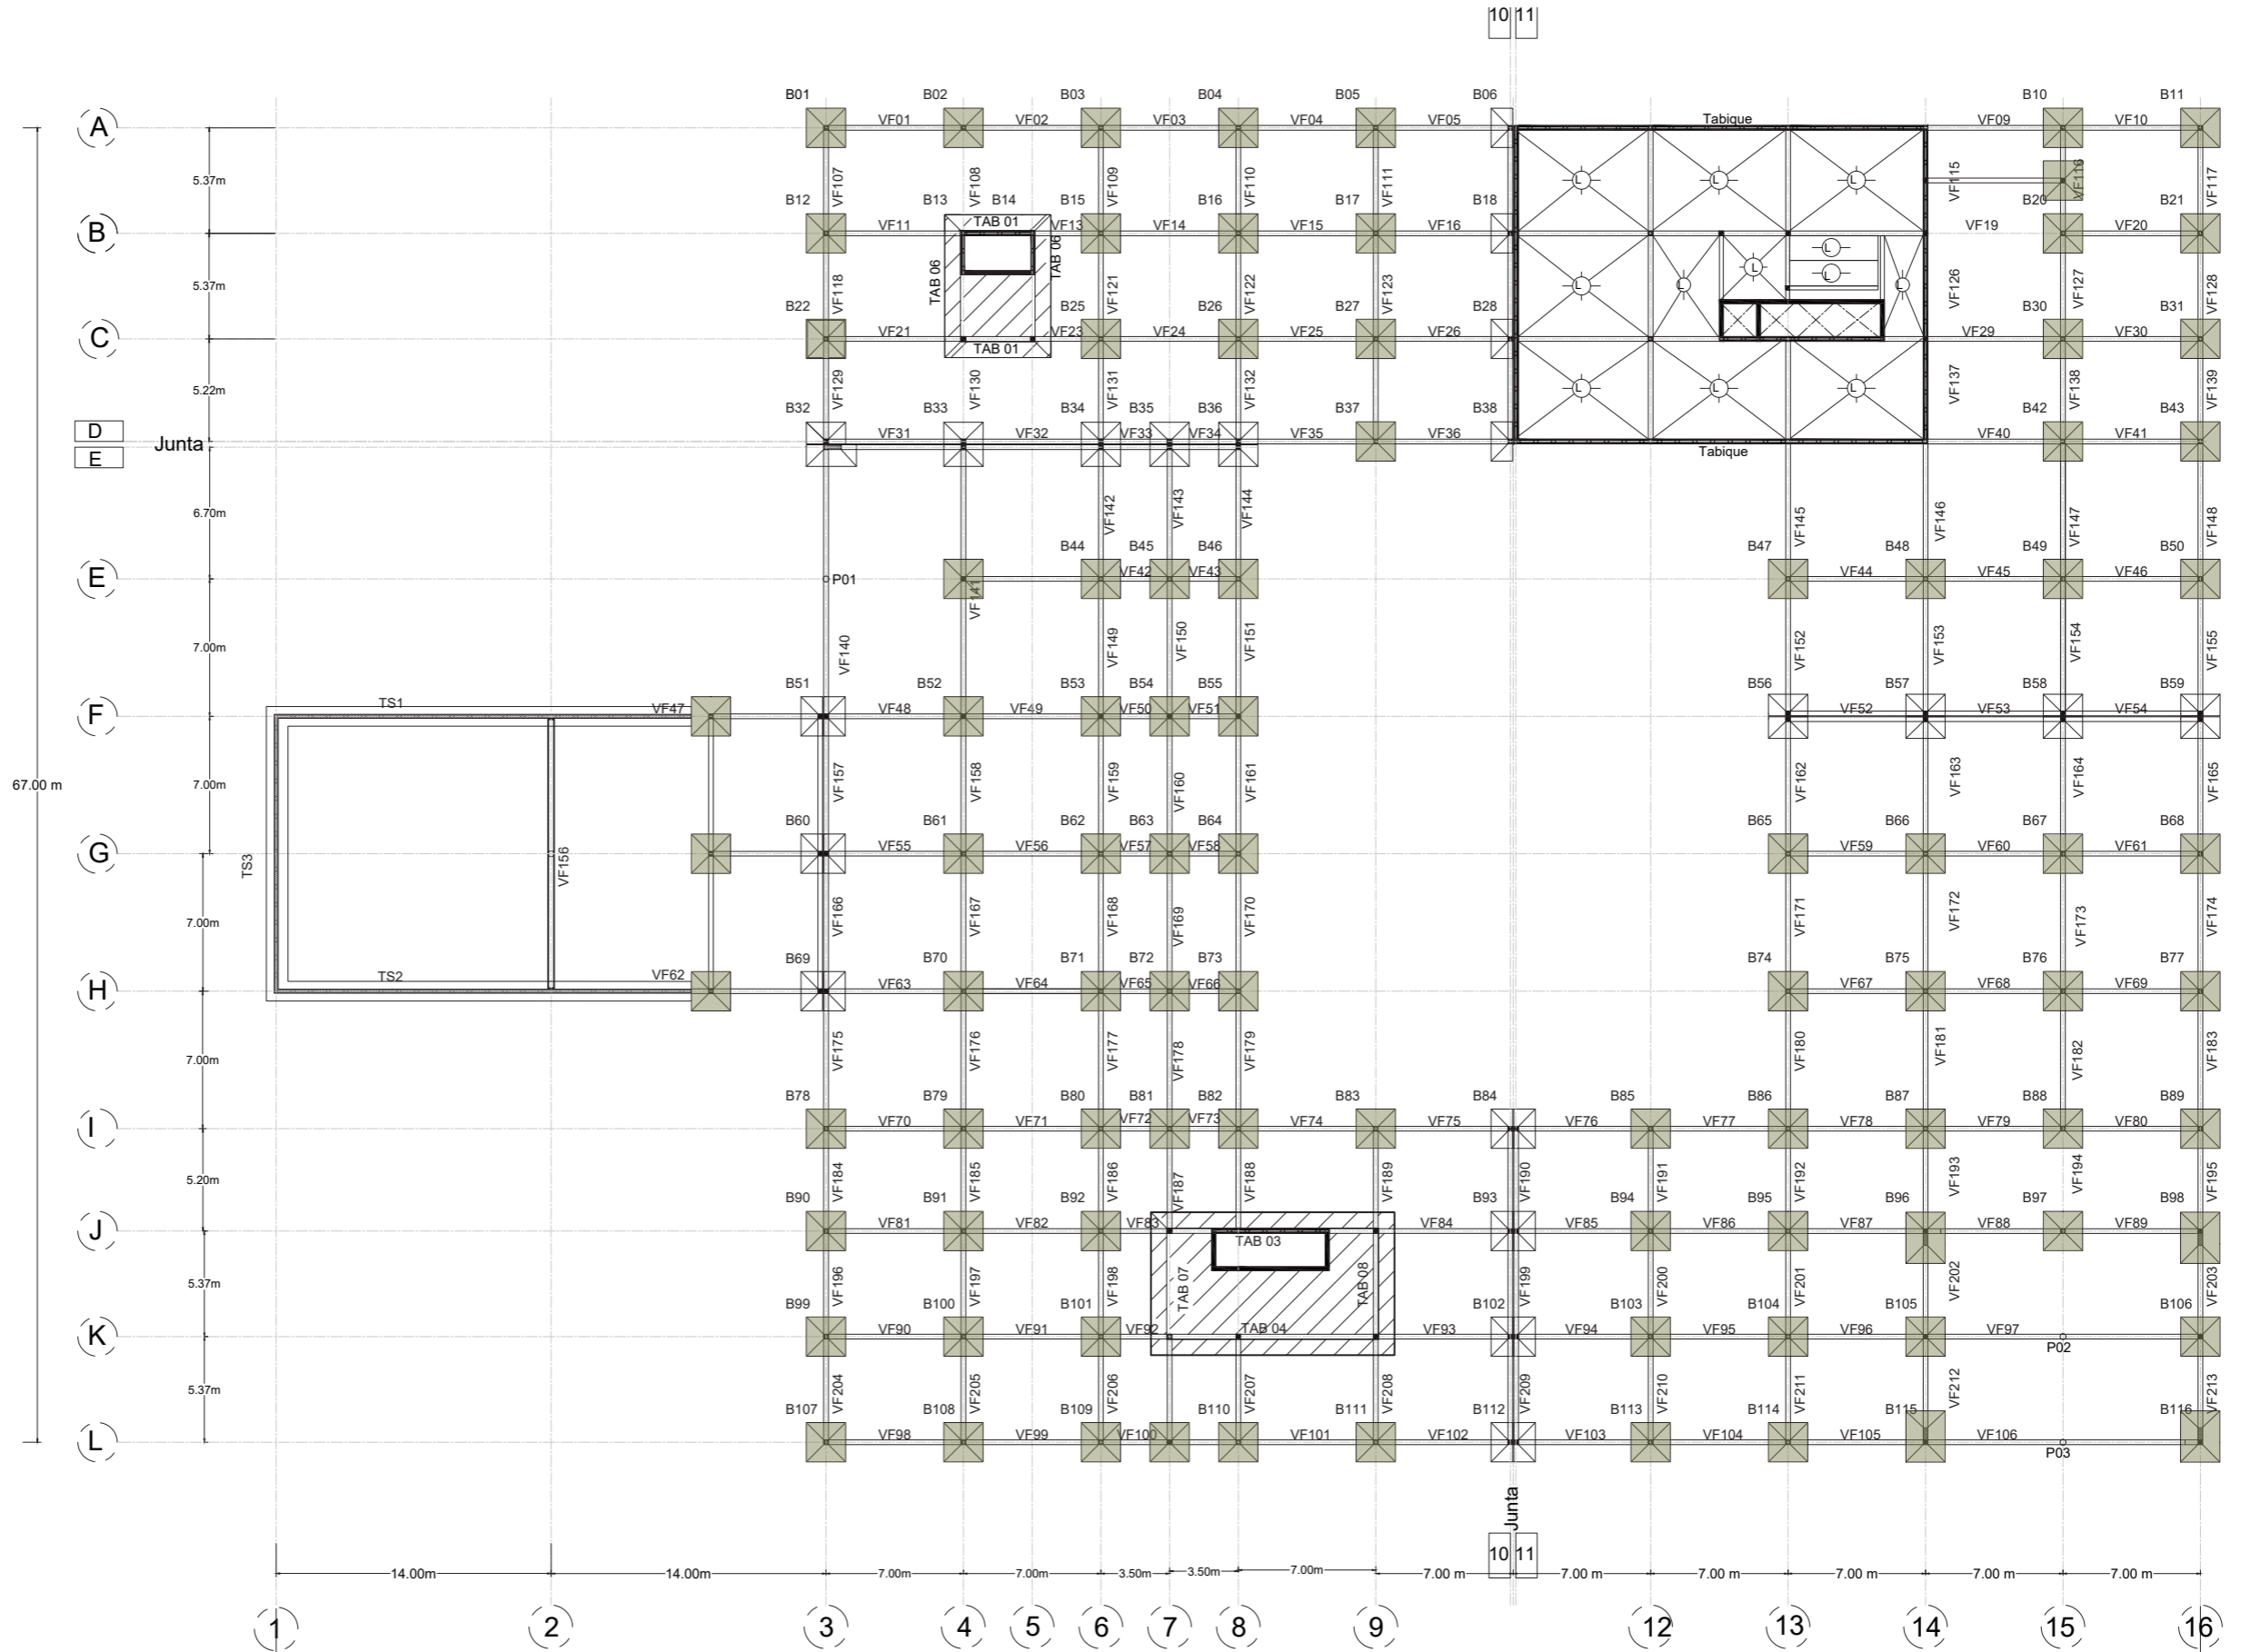 10 11
B01 B02 B03 B04 B05 B06 B10 B11
A VF01 VF02 VF03 VF04 VF05 Tabique VF09 VF10
5.37m VF107 VF108 VF109 VF110 VF111 L L L VF115 VF116 VF117
B12 B13 B14 B15 B16 B17 B18 B20 B21
B VF11 TAB 01 VF13 VF14 VF15 VF16 VF19 VF20
L L
L
5.37m VF118 TAB 06 TAB 06 VF121 VF122 VF123 L L L L VF126 VF127 VF128
B22 B25 B26 B27 B28 B30 B31
C VF21 TAB 01 VF23 VF24 VF25 VF26 VF29 VF30
5.22m VF129 VF130 VF131 VF132 L L L VF137 VF138 VF139
B32 B33 B34 B35 B36 B37 B38 B42 B43
D
Junta VF31 VF32 VF33 VF34 VF35 VF36 Tabique VF40 VF41
E
6.70m VF142 VF143 VF144 VF145 VF146 VF147 VF148
B44 B45 B46 B47 B48 B49 B50
E P01 VF42 VF43 VF44 VF45 VF46
VF141
7.00m VF140 VF149 VF150 VF151 VF152 VF153 VF154 VF155
B51 B52 B53 B54 B55 B56 B57 B58 B59
F TS1 VF47 VF48 VF49 VF50 VF51 VF52 VF53 VF54
67.00 m 7.00m VF157 VF158 VF159 VF160 VF161 VF162 VF163 VF164 VF165
B60 B61 B62 B63 B64 B65 B66 B67 B68
G TS3 VF156 VF55 VF56 VF57 VF58 VF59 VF60 VF61
7.00m VF166 VF167 VF168 VF169 VF170 VF171 VF172 VF173 VF174
B69 B70 B71 B72 B73 B74 B75 B76 B77
H TS2 VF62 VF63 VF64 VF65 VF66 VF67 VF68 VF69
7.00m VF175 VF176 VF177 VF178 VF179 VF180 VF181 VF182 VF183
B78 B79 B80 B81 B82 B83 B84 B85 B86 B87 B88 B89
I VF70 VF71 VF72 VF73 VF74 VF75 VF76 VF77 VF78 VF79 VF80
5.20m VF184 VF185 VF186 VF187 VF188 VF189 VF190 VF191 VF192 VF193 VF194 VF195
B90 B91 B92 B93 B94 B95 B96 B97 B98
J VF81 VF82 VF83 TAB 03 VF84 VF85 VF86 VF87 VF88 VF89
5.37m VF196 VF197 VF198 TAB 07 TAB 08 VF199 VF200 VF201 VF202 VF203
B99 B100 B101 B102 B103 B104 B105 B106
K VF90 VF91 VF92 TAB 04 VF93 VF94 VF95 VF96 VF97
P02
5.37m VF204 VF205 VF206 VF207 VF208 VF209 VF210 VF211 VF212 VF213
B107 B108 B109 B110 B111 B112 B113 B114 B115 B116
L VF98 VF99 VF100 VF101 VF102 VF103 VF104 VF105 VF106
P03
Junta
10 11
14.00m 14.00m 7.00m 7.00m 3.50m 3.50m 7.00m 7.00 m 7.00 m 7.00 m 7.00 m 7.00 m 7.00 m
1 2 3 4 5 6 7 8 9 12 13 14 15 16